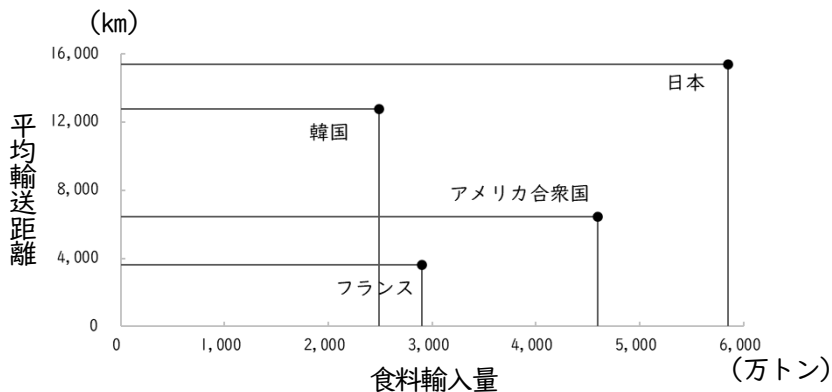 (km)
16,000
日本
韓国
12,000
平均輸送距離
8,000
アメリカ合衆国
4,000
フランス
0
0 1,000 2,000 3,000 4,000 5,000 6,000
(万トン)
食料輸入量